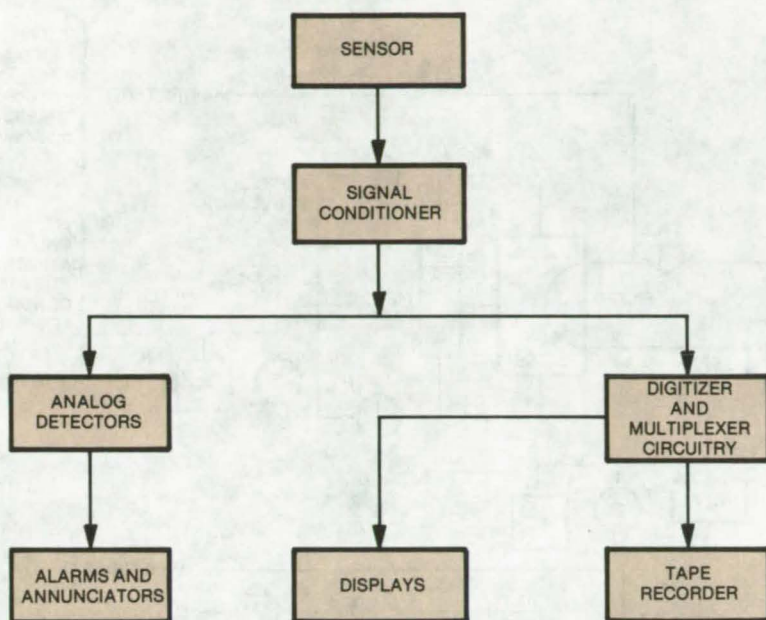 SENSOR
SIGNAL
CONDITIONER
ANALOG
DETECTORS
DIGITIZER
AND
MULTIPLEXER
CIRCUITRY
ALARMS AND
ANNUNCIATORS
DISPLAYS
TAPE
RECORDER